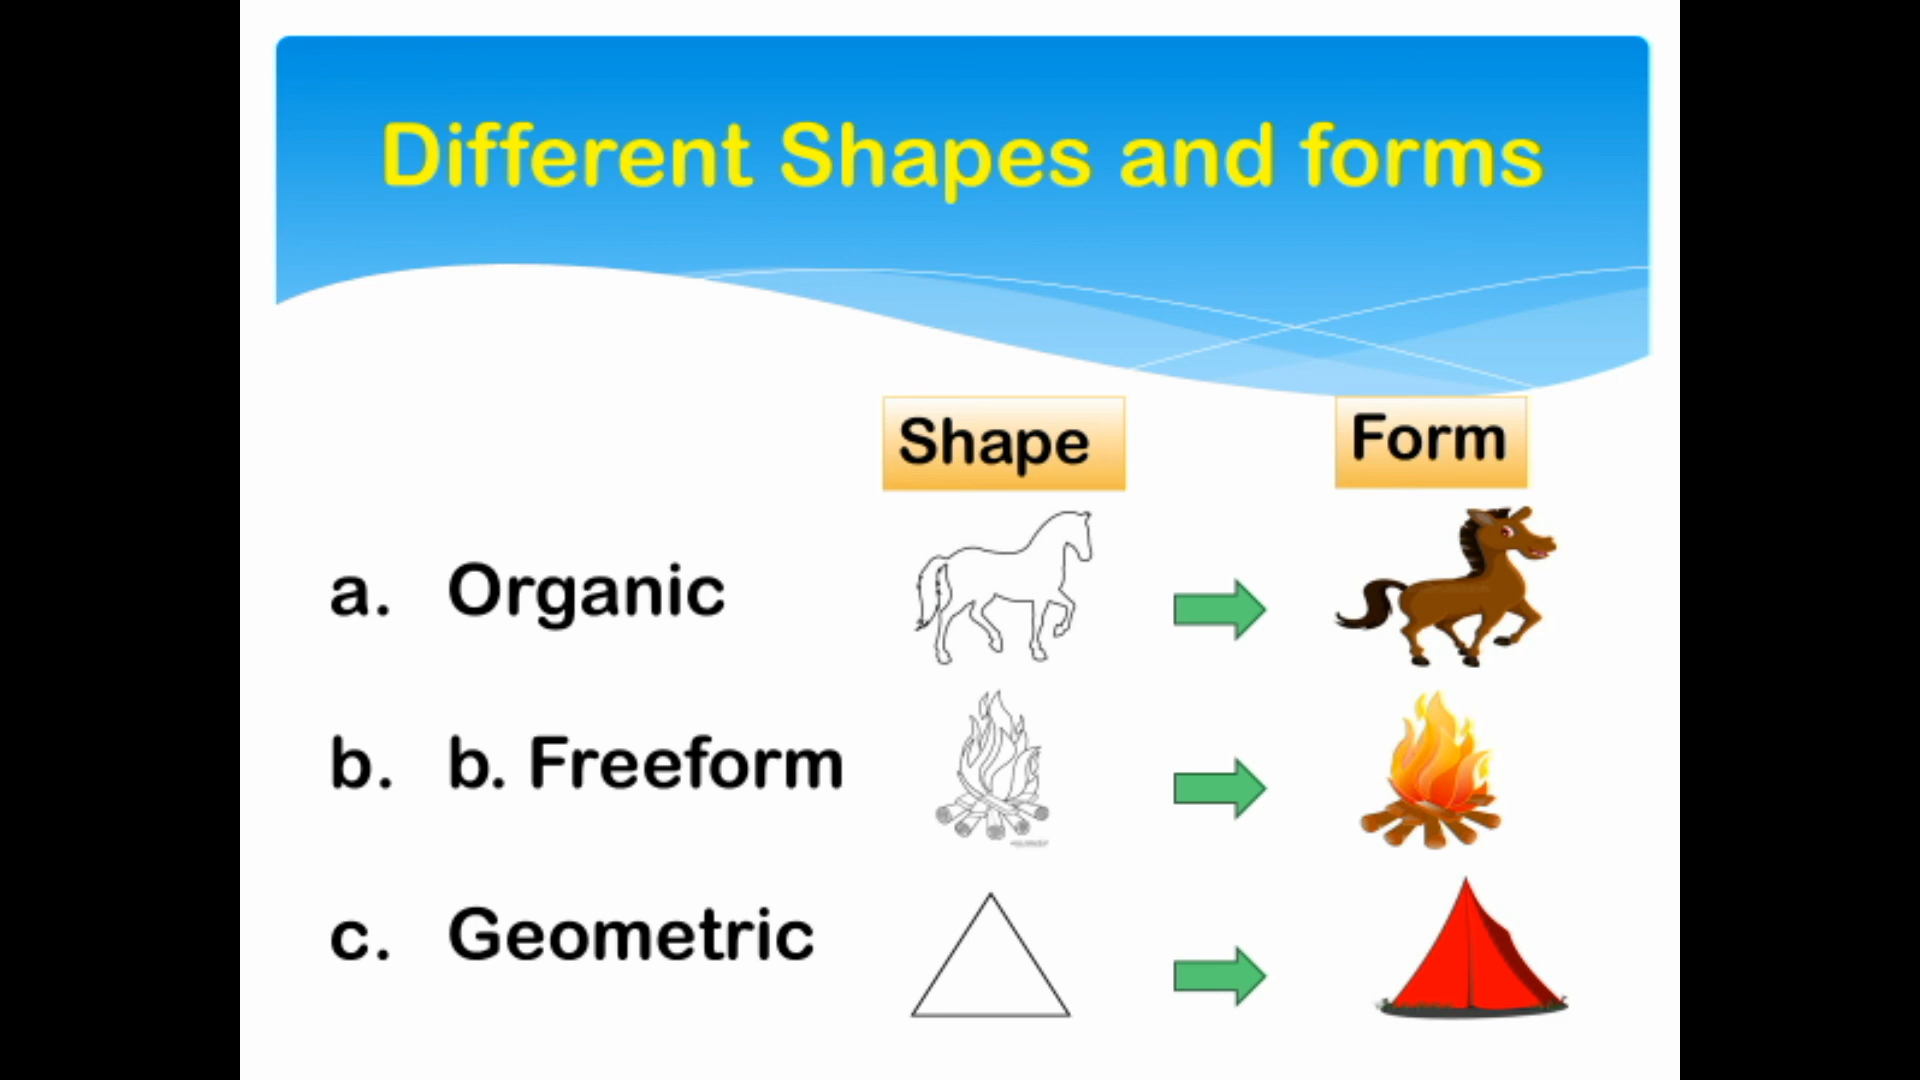 Different Shapes and forms
Shape Form
a. Organic
b. b. Freeform
c. Geometric